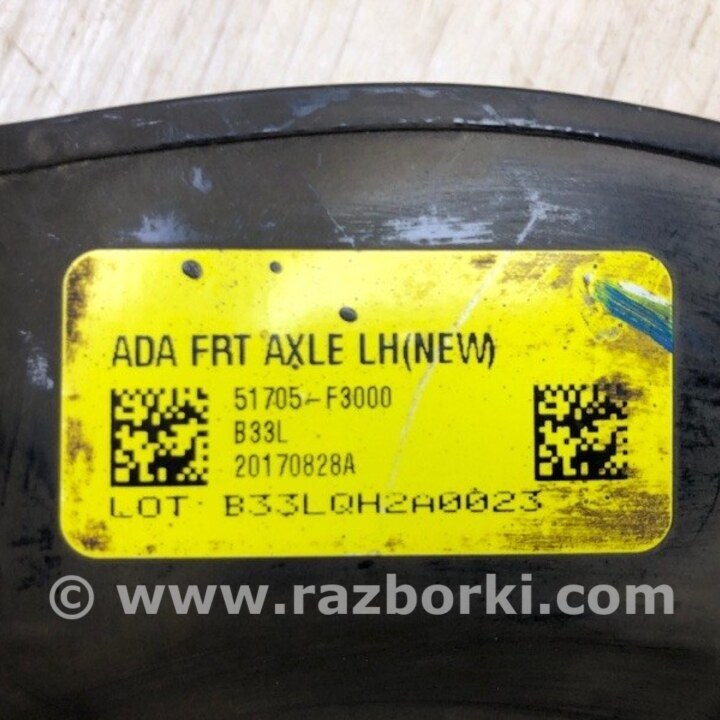 ADA FRT AXLE LH(NEW)
51705-F3000
B33L
20170828A
LOT B33LQH2A0023
© www.razborki.com